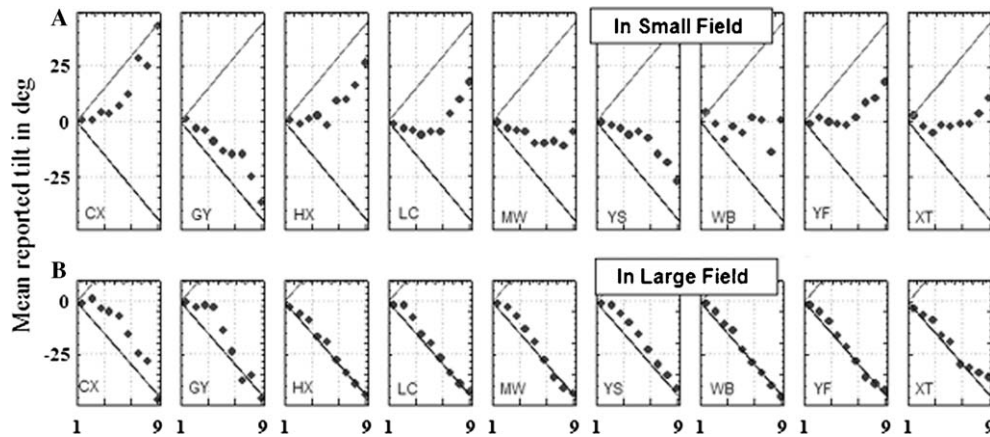 A
In Small Field
Mean reported tilt in deg
25
0
-25
CX
GY
HX
LC
MW
YS
WB
YF
XT
B
In Large Field
0
-25
CX
GY
HX
LC
MW
YS
WB
YF
XT
1 9 1 9 1 9 1 9 1 9 1 9 1 9 1 9 1 9